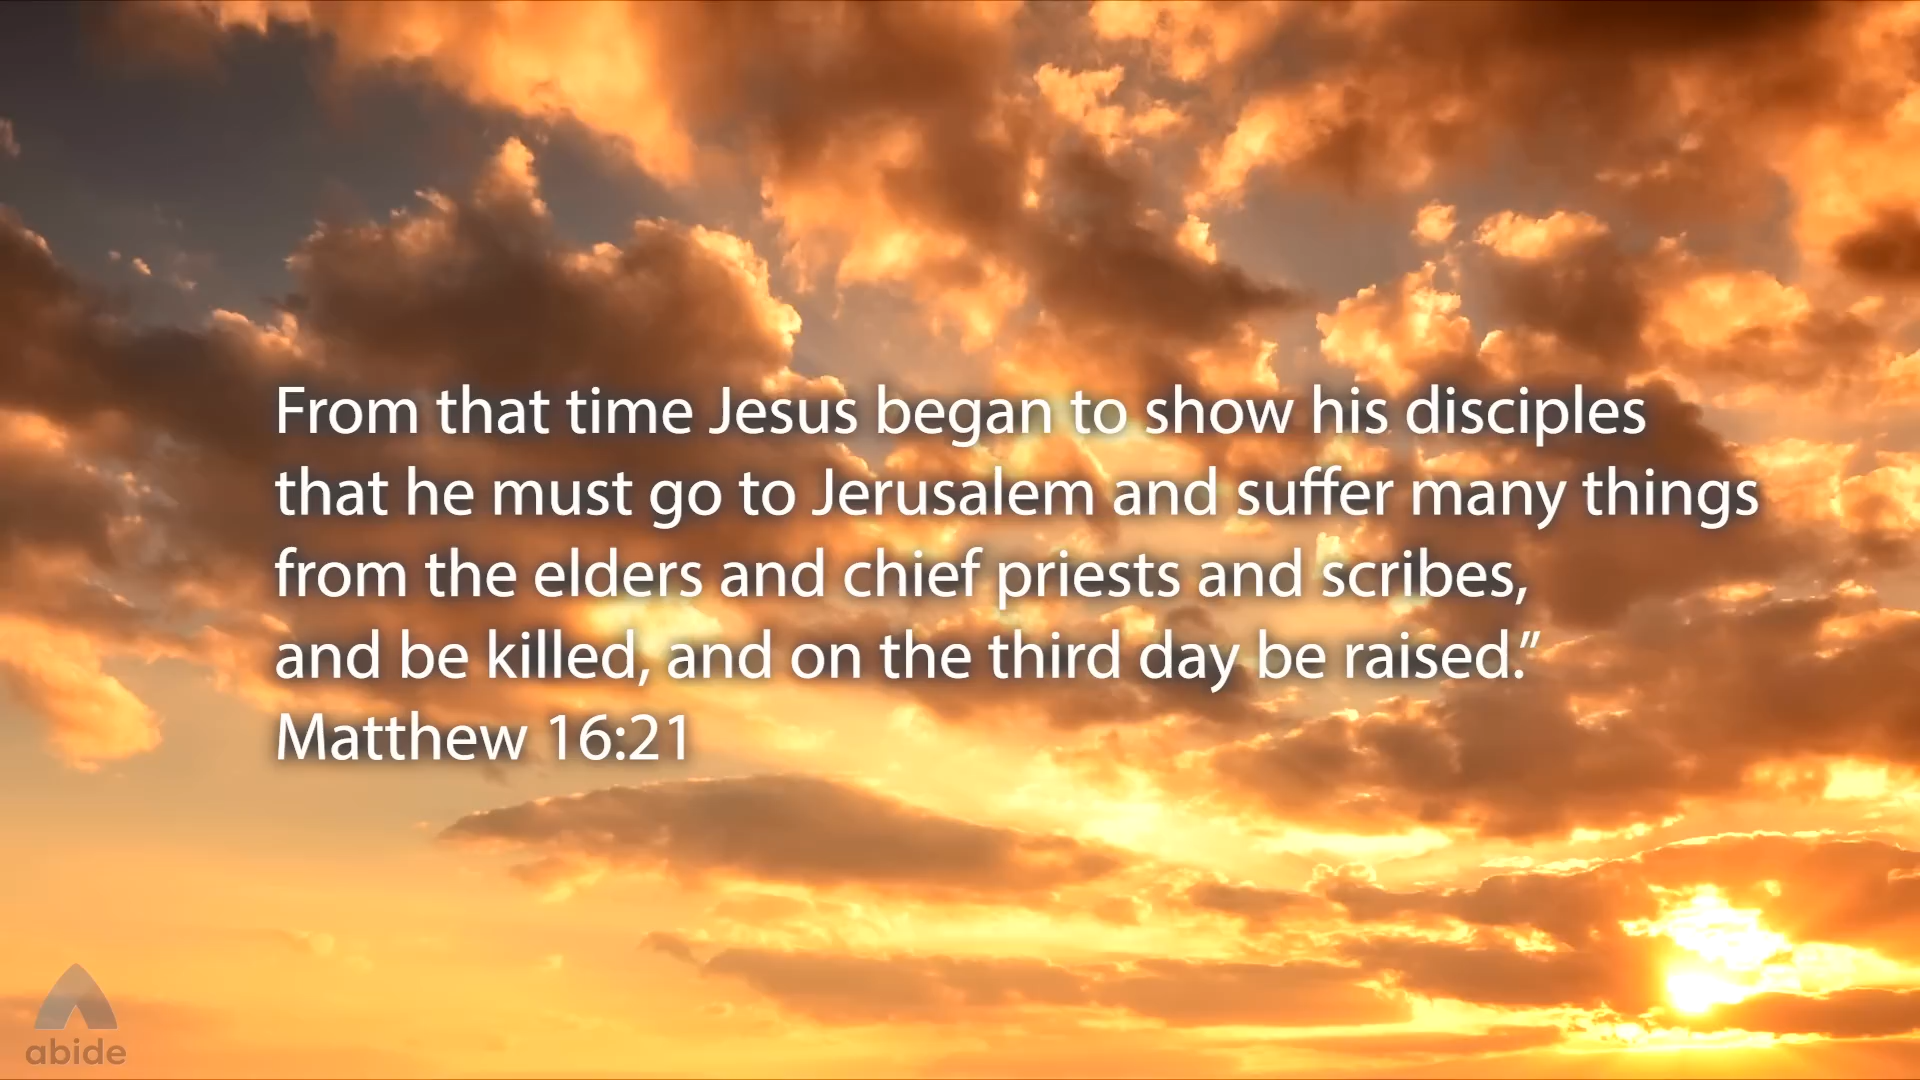 From that time Jesus began to show his disciples
that he must go to Jerusalem and suffer many things
from the elders and chief priests and scribes,
and be killed, and on the third day be raised.”
Matthew 16:21
abide